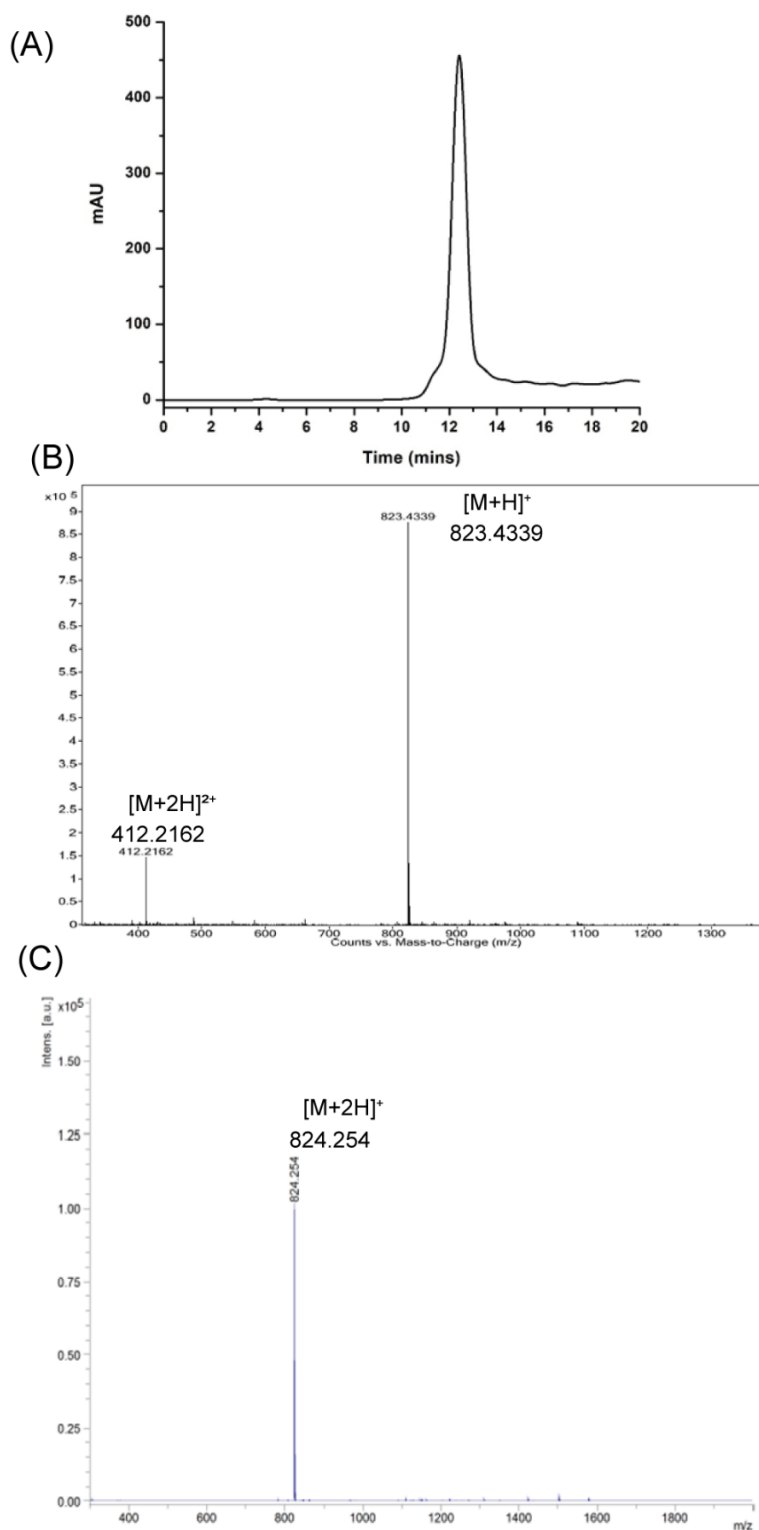 (A)
500
400
300
200
100
0
mAU
0 2 4 6 8 10 12 14 16 18 20
Time (mins)
(B)
x10 5
9
8.5
8
7.5
7
6.5
6
5.5
5
4.5
4
3.5
3
2.5
2
1.5
1
0.5
0
823.4339
[M+H]⁺
823.4339
[M+2H]²⁺
412.2162
412.2162
400 500 600 700 800 900 1000 1100 1200 1300
Counts vs. Mass-to-Charge (m/z)
(C)
Intens. [a.u.]
x10⁵
1.50
1.25
1.00
0.75
0.50
0.25
0.00
[M+2H]⁺
824.254
824.254
400 600 800 1000 1200 1400 1600 1800
m/z